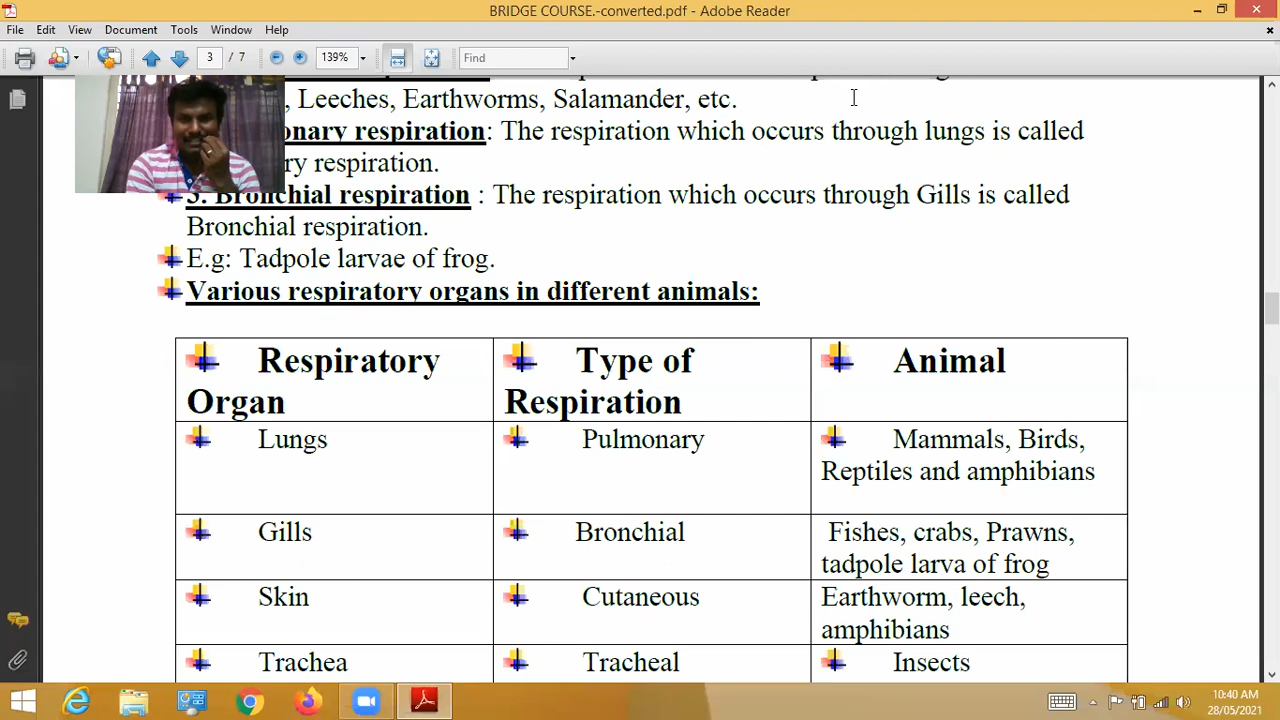 BRIDGE COURSE.-converted.pdf - Adobe Reader
File Edit View Document Tools Window Help
3 / 7 139% Find
, Leeches, Earthworms, Salamander, etc.
onary respiration: The respiration which occurs through lungs is called
ry respiration.
3. Bronchial respiration : The respiration which occurs through Gills is called
Bronchial respiration.
E.g: Tadpole larvae of frog.
Various respiratory organs in different animals:
Respiratory Organ Type of Respiration Animal
Lungs Pulmonary Mammals, Birds,
Reptiles and amphibians
Gills Bronchial Fishes, crabs, Prawns,
tadpole larva of frog
Skin Cutaneous Earthworm, leech,
amphibians
Trachea Tracheal Insects
10:40 AM
28/05/2021